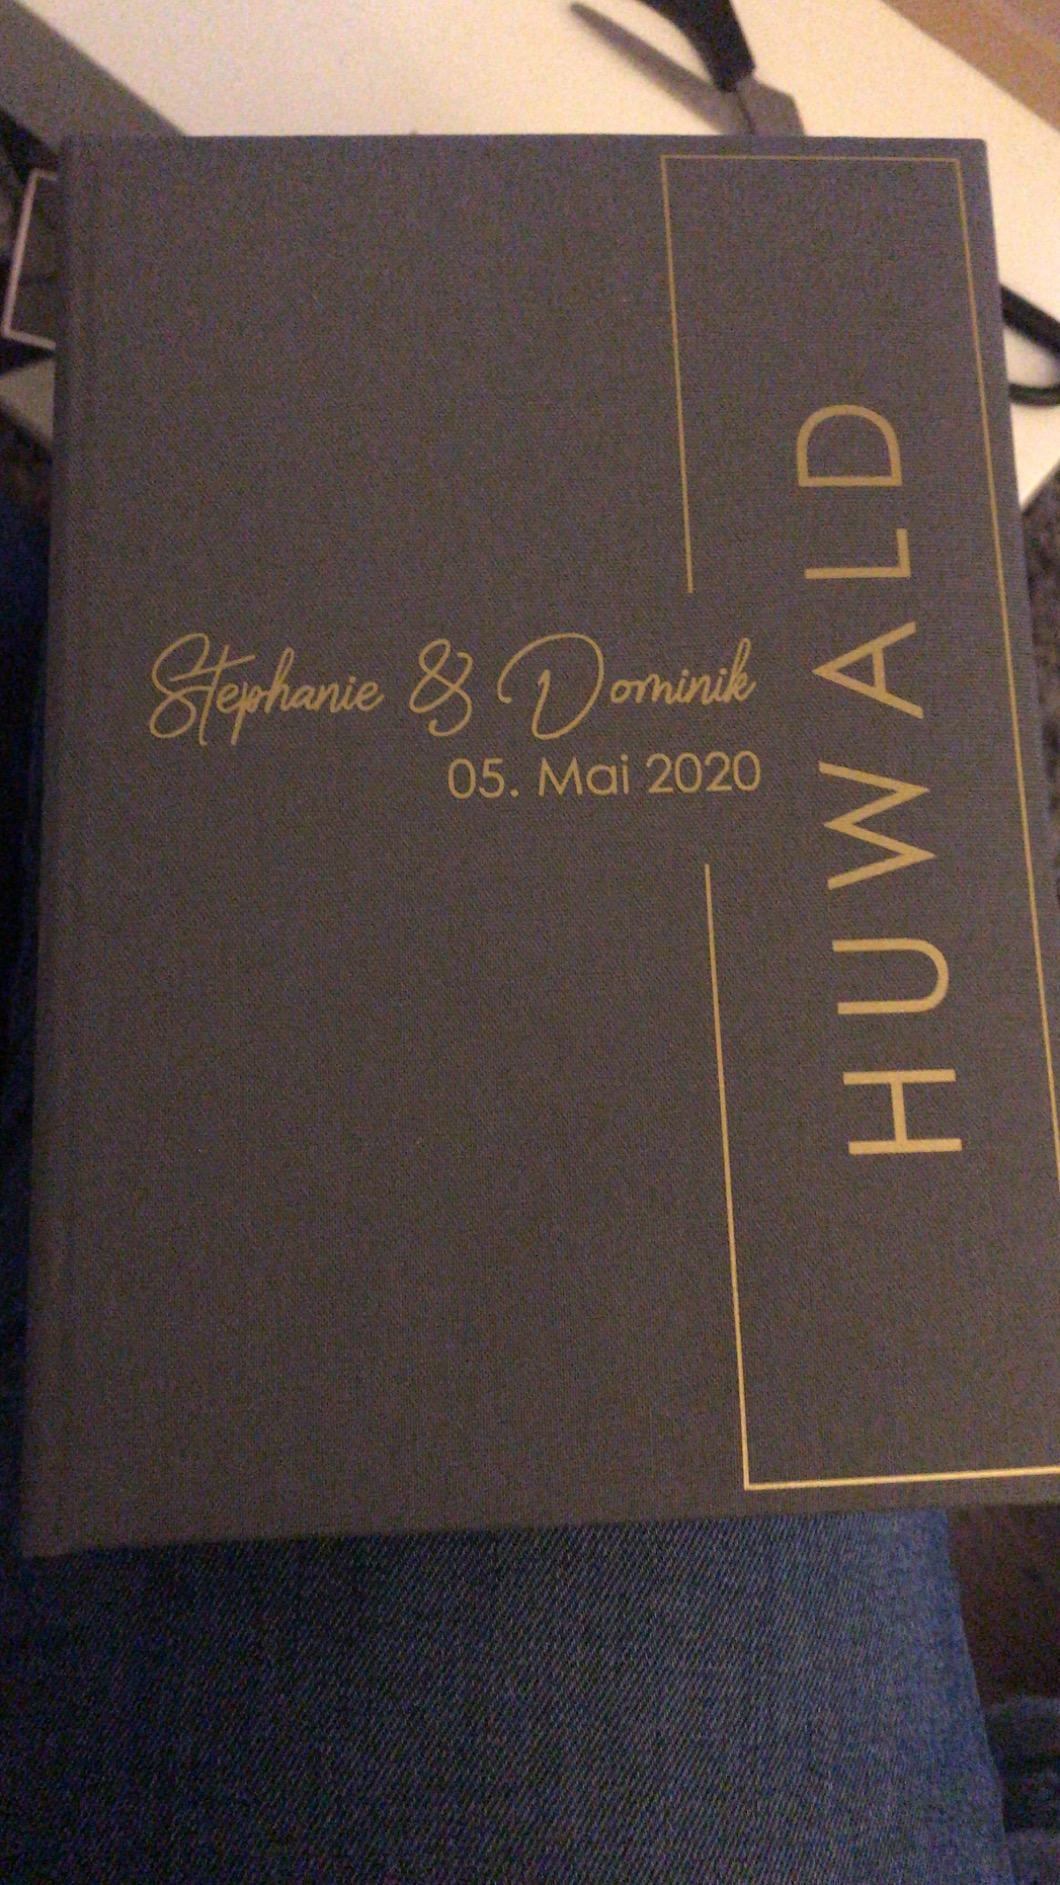 Stephanie & Dominik
05. Mai 2020
HUWALD